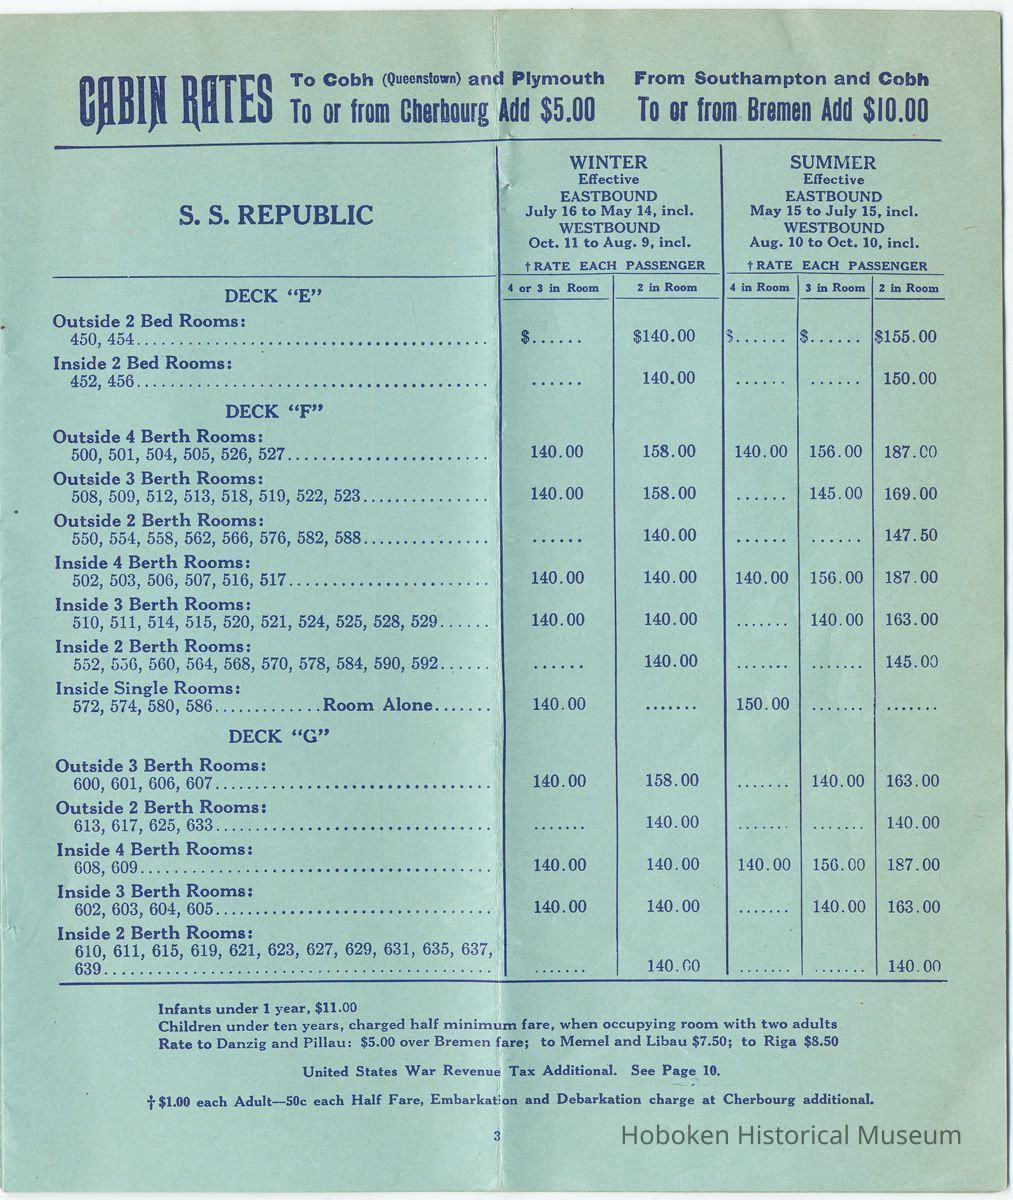 CABIN RATES To Cobh (Queenstown) and Plymouth From Southampton and Cobh
To or from Cherbourg Add $5.00 To or from Bremen Add $10.00
S. S. REPUBLIC
WINTER SUMMER
Effective Effective
EASTBOUND EASTBOUND
July 16 to May 14, incl. May 15 to July 15, incl.
WESTBOUND WESTBOUND
Oct. 11 to Aug. 9, incl. Aug. 10 to Oct. 10, incl.
†RATE EACH PASSENGER †RATE EACH PASSENGER
4 or 3 in Room 2 in Room 4 in Room 3 in Room 2 in Room
DECK "E"
Outside 2 Bed Rooms:
450, 454 $...... $140.00 $...... $...... $155.00
Inside 2 Bed Rooms:
452, 456 ...... 140.00 ...... ...... 150.00
DECK "F"
Outside 4 Berth Rooms:
500, 501, 504, 505, 526, 527 140.00 158.00 140.00 156.00 187.00
Outside 3 Berth Rooms:
508, 509, 512, 513, 518, 519, 522, 523 140.00 158.00 ...... 145.00 169.00
Outside 2 Berth Rooms:
550, 554, 558, 562, 566, 576, 582, 588 ...... 140.00 ...... ...... 147.50
Inside 4 Berth Rooms:
502, 503, 506, 507, 516, 517 140.00 140.00 140.00 156.00 187.00
Inside 3 Berth Rooms:
510, 511, 514, 515, 520, 521, 524, 525, 528, 529 140.00 140.00 ....... 140.00 163.00
Inside 2 Berth Rooms:
552, 556, 560, 564, 568, 570, 578, 584, 590, 592 ...... 140.00 ....... ....... 145.00
Inside Single Rooms:
572, 574, 580, 586 Room Alone 140.00 ....... 150.00 ....... .......
DECK "G"
Outside 3 Berth Rooms:
600, 601, 606, 607 140.00 158.00 ....... 140.00 163.00
Outside 2 Berth Rooms:
613, 617, 625, 633 ....... 140.00 ....... ....... 140.00
Inside 4 Berth Rooms:
608, 609 140.00 140.00 140.00 156.00 187.00
Inside 3 Berth Rooms:
602, 603, 604, 605 140.00 140.00 ....... 140.00 163.00
Inside 2 Berth Rooms:
610, 611, 615, 619, 621, 623, 627, 629, 631, 635, 637,
639 ....... 140.00 ....... ....... 140.00
Infants under 1 year, $11.00
Children under ten years, charged half minimum fare, when occupying room with two adults
Rate to Danzig and Pillau: $5.00 over Bremen fare; to Memel and Libau $7.50; to Riga $8.50
United States War Revenue Tax Additional. See Page 10.
†$1.00 each Adult—50c each Half Fare, Embarkation and Debarkation charge at Cherbourg additional.
3
Hoboken Historical Museum